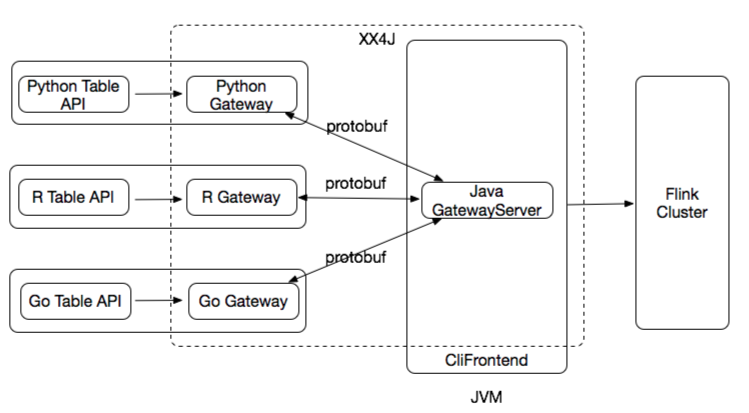 XX4J
Python Table
API
Python
Gateway
protobuf
R Table API
R Gateway
protobuf
Java
GatewayServer
Flink
Cluster
protobuf
Go Table API
Go Gateway
CliFrontend
JVM